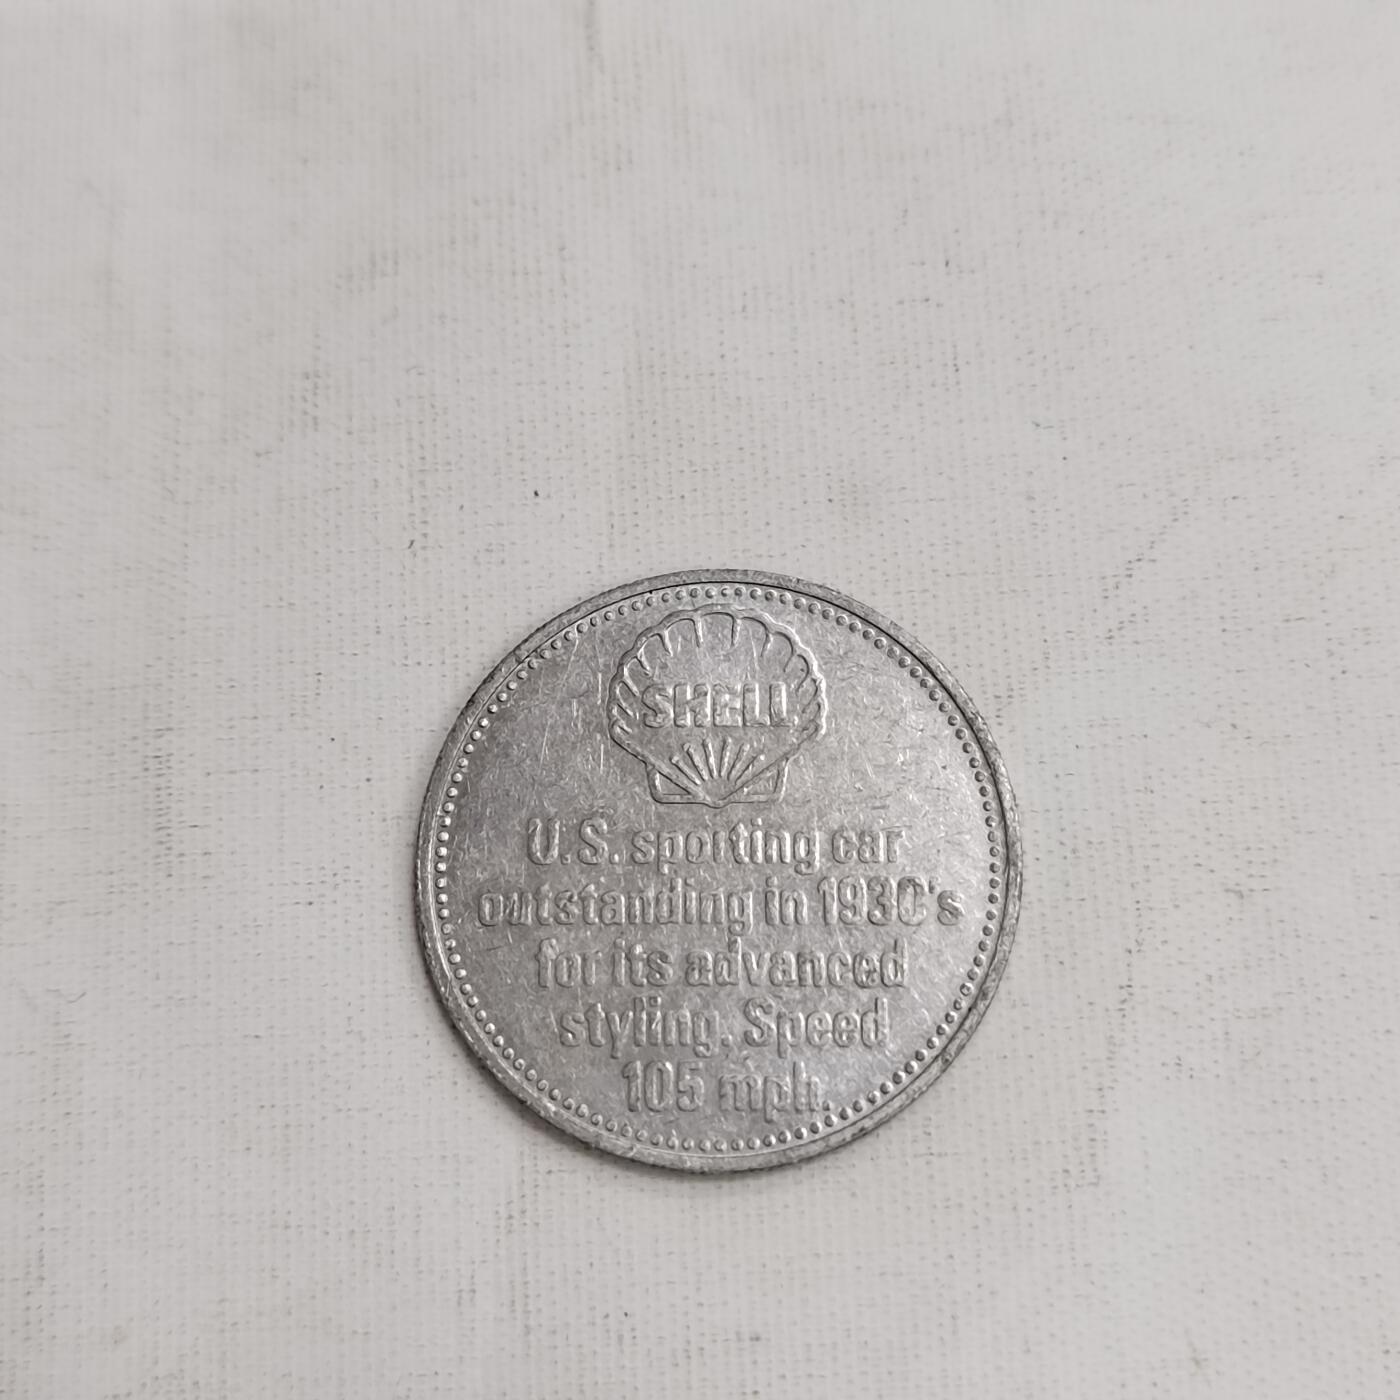 SHELL
U.S. sporting car
outstanding in 1930's
for its advanced
styling. Speed
105 mph.